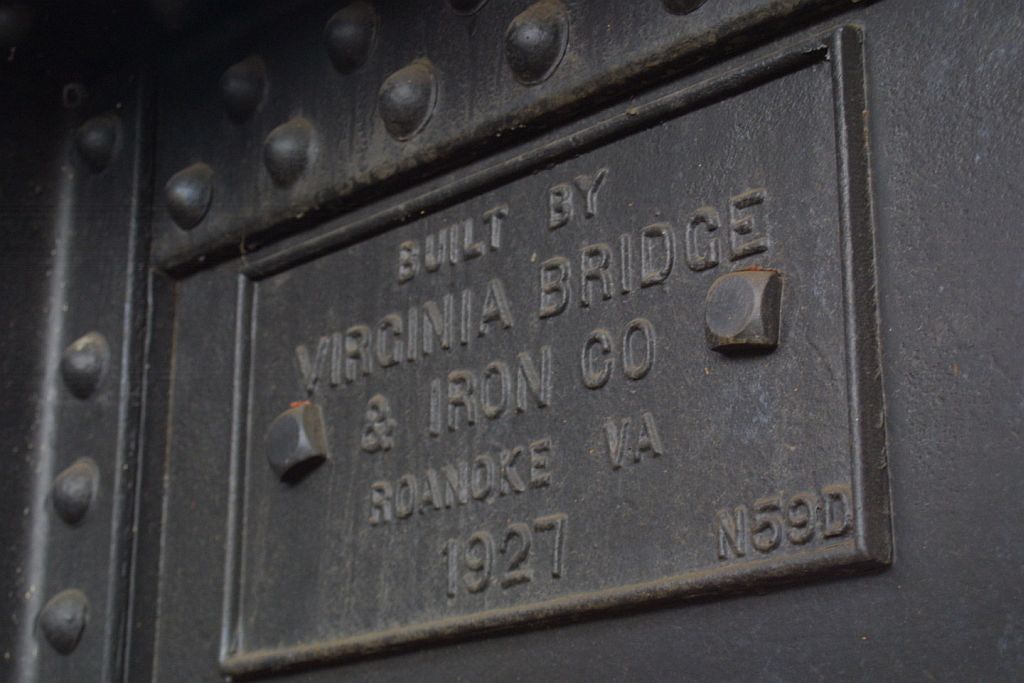 BUILT BY
VIRGINIA BRIDGE
& IRON CO
ROANOKE VA
1927
N59D